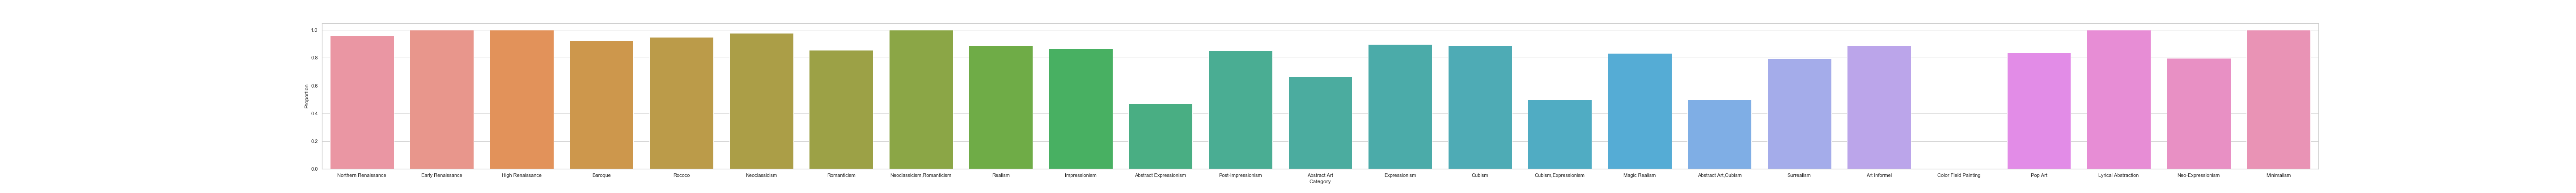 1.0
0.8
0.6
0.4
0.2
0.0
Proportion
Northern Renaissance Early Renaissance High Renaissance Baroque Rococo Neoclassicism Romanticism Neoclassicism,Romanticism Realism Impressionism Abstract Expressionism Post-Impressionism Abstract Art Expressionism Cubism Cubism,Expressionism Magic Realism Abstract Art,Cubism Surrealism Art Informel Color Field Painting Pop Art Lyrical Abstraction Neo-Expressionism Minimalism
Category